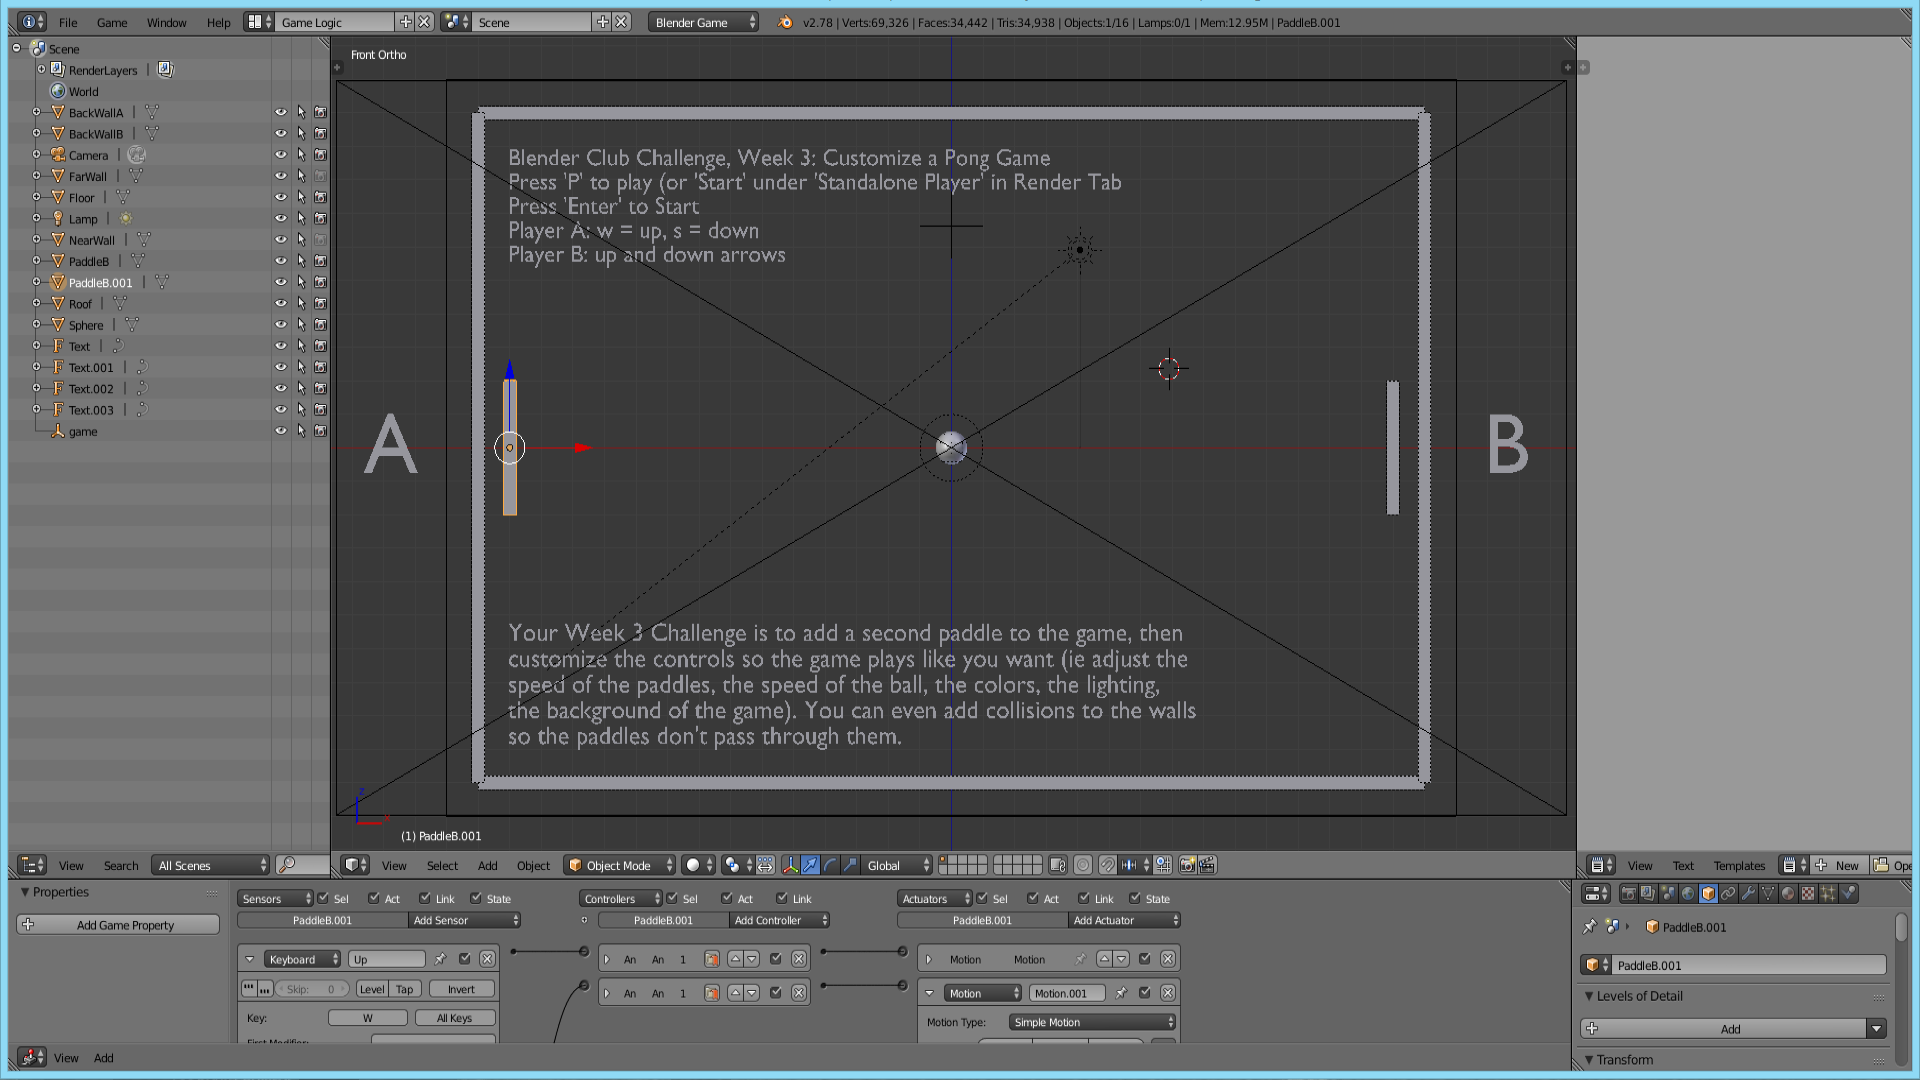 File Game Window Help Game Logic Scene Blender Game v2.78 | Verts:69,326 | Faces:34,442 | Tris:34,938 | Objects:1/16 | Lamps:0/1 | Mem:12.95M | PaddleB.001
Scene
RenderLayers
World
BackWallA
BackWallB
Camera
FarWall
Floor
Lamp
NearWall
PaddleB
PaddleB.001
Roof
Sphere
Text
Text.001
Text.002
Text.003
game
Front Ortho
Blender Club Challenge, Week 3: Customize a Pong Game
Press 'P' to play (or 'Start' under 'Standalone Player' in Render Tab
Press 'Enter' to Start
Player A: w = up, s = down
Player B: up and down arrows
A
B
Your Week 3 Challenge is to add a second paddle to the game, then
customize the controls so the game plays like you want (ie adjust the
speed of the paddles, the speed of the ball, the colors, the lighting,
the background of the game). You can even add collisions to the walls
so the paddles don't pass through them.
z
(1) PaddleB.001
View Search All Scenes
View Select Add Object Object Mode Global
View Text Templates New Ope
Properties
Add Game Property
Sensors Sel Act Link State
PaddleB.001 Add Sensor
Keyboard Up
Skip: 0 Level Tap Invert
Key: W All Keys
First Modifier:
Controllers Sel Act Link
PaddleB.001 Add Controller
An An 1
An An 1
Actuators Sel Act Link State
PaddleB.001 Add Actuator
Motion Motion
Motion Motion.001
Motion Type: Simple Motion
View Add
PaddleB.001
PaddleB.001
Levels of Detail
Add
Transform